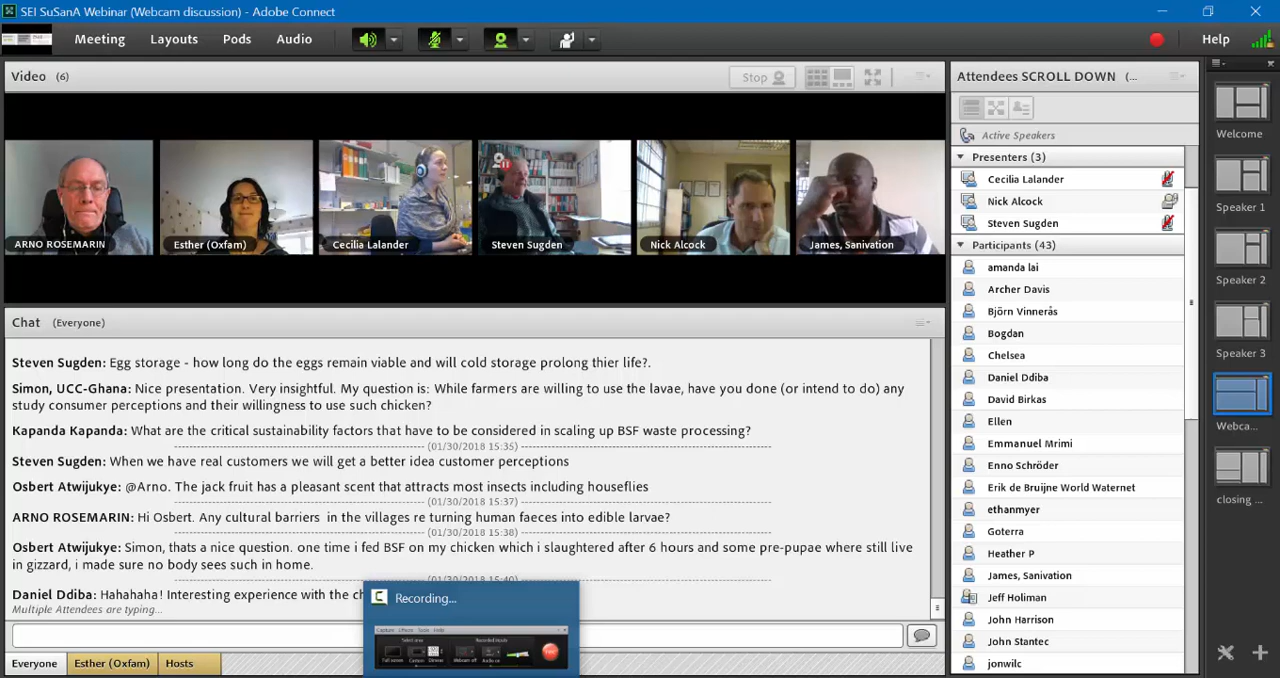 SEI SuSanA Webinar (Webcam discussion) - Adobe Connect
Meeting Layouts Pods Audio Help
Video (6)
Stop
ARNO ROSEMARIN
Esther (Oxfam)
Cecilia Lalander
Steven Sugden
Nick Alcock
James, Sanivation
Chat (Everyone)
Steven Sugden: Egg storage - how long do the eggs remain viable and will cold storage prolong thier life?.
Simon, UCC-Ghana: Nice presentation. Very insightful. My question is: While farmers are willing to use the lavae, have you done (or intend to do) any
study consumer perceptions and their willingness to use such chicken?
Kapanda Kapanda: What are the critical sustainability factors that have to be considered in scaling up BSF waste processing?
(01/30/2018 15:35)
Steven Sugden: When we have real customers we will get a better idea customer perceptions
Osbert Atwijukye: @Arno. The jack fruit has a pleasant scent that attracts most insects including houseflies
(01/30/2018 15:37)
ARNO ROSEMARIN: Hi Osbert. Any cultural barriers in the villages re turning human faeces into edible larvae?
(01/30/2018 15:38)
Osbert Atwijukye: Simon, thats a nice question. one time i fed BSF on my chicken which i slaughtered after 6 hours and some pre-pupae where still live
in gizzard, i made sure no body sees such in home.
(01/30/2018 15:40)
Daniel Ddiba: Hahahaha! Interesting experience with the ch
Multiple Attendees are typing...
Everyone
Esther (Oxfam)
Hosts
Recording...
Attendees SCROLL DOWN (...
Active Speakers
Presenters (3)
Cecilia Lalander
Nick Alcock
Steven Sugden
Participants (43)
amanda lai
Archer Davis
Björn Vinnerås
Bogdan
Chelsea
Daniel Ddiba
David Birkas
Ellen
Emmanuel Mrimi
Enno Schröder
Erik de Bruijne World Waternet
ethanmyer
Goterra
Heather P
James, Sanivation
Jeff Holiman
John Harrison
John Stantec
jonwilc
Welcome
Speaker 1
Speaker 2
Speaker 3
Webca...
closing ...